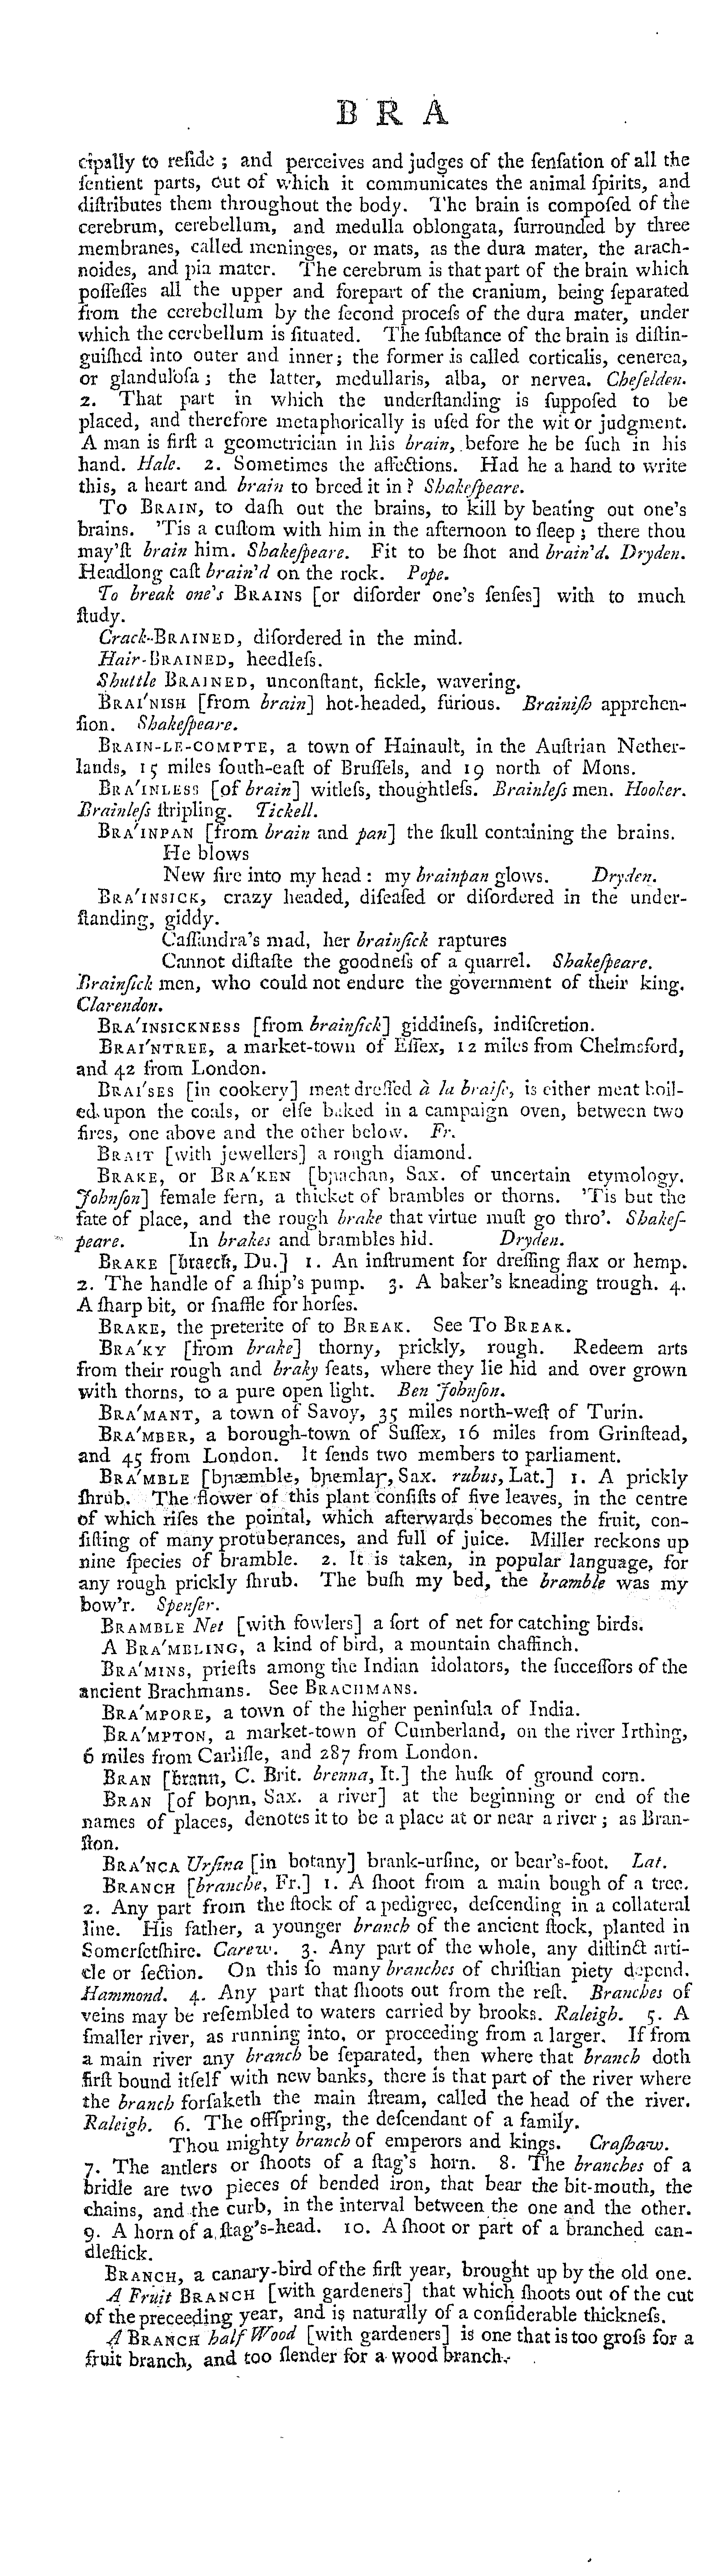 B R A
cipally to reſide ; and perceives and judges of the ſenſation of all the
ſentient parts, out of which it communicates the animal ſpirits, and
diſtributes them throughout the body. The brain is compoſed of the
cerebrum, cerebellum, and medulla oblongata, ſurrounded by three
membranes, called meninges, or mats, as the dura mater, the arach-
noides, and pia mater. The cerebrum is that part of the brain which
poſſeſſes all the upper and forepart of the cranium, being ſeparated
from the cerebellum by the ſecond proceſs of the dura mater, under
which the cerebellum is ſituated. The ſubſtance of the brain is diſtin-
guiſhed into outer and inner; the former is called corticalis, cenerea,
or glanduloſa ; the latter, medullaris, alba, or nervea. Cheſelden.
2. That part in which the underſtanding is ſuppoſed to be
placed, and therefore metaphorically is uſed for the wit or judgment.
A man is firſt a geometrician in his brain, before he be ſuch in his
hand. Hale. 2. Sometimes the affections. Had he a hand to write
this, a heart and brain to breed it in ? Shakeſpeare.
To BRAIN, to daſh out the brains, to kill by beating out one's
brains. 'Tis a cuſtom with him in the afternoon to ſleep ; there thou
may'ſt brain him. Shakeſpeare. Fit to be ſhot and brain'd. Dryden.
Headlong caſt brain'd on the rock. Pope.
To break one's BRAINS [or diſorder one's ſenſes] with to much
ſtudy.
Crack-BRAINED, diſordered in the mind.
Hair-BRAINED, heedleſs.
Shuttle BRAINED, unconſtant, fickle, wavering.
BRAI'NISH [from brain] hot-headed, furious. Brainiſh apprehen-
ſion. Shakeſpeare.
BRAIN-LE-COMPTE, a town of Hainault, in the Auſtrian Nether-
lands, 15 miles ſouth-eaſt of Bruſſels, and 19 north of Mons.
BRA'INLESS [of brain] witleſs, thoughtleſs. Brainleſs men. Hooker.
Brainleſs ſtripling. Tickell.
BRA'INPAN [from brain and pan] the ſkull containing the brains.
He blows
New fire into my head : my brainpan glows. Dryden.
BRA'INSICK, crazy headed, diſeaſed or diſordered in the under-
ſtanding, giddy.
Caſſandra's mad, her brainſick raptures
Cannot diſtaſte the goodneſs of a quarrel. Shakeſpeare.
Brainſick men, who could not endure the government of their king.
Clarendon.
BRA'INSICKNESS [from brainſick] giddineſs, indiſcretion.
BRAI'NTREE, a market-town of Eſſex, 12 miles from Chelmsford,
and 42 from London.
BRAI'SES [in cookery] meat dreſſed à la braiſe, is either meat boil-
ed upon the coals, or elſe baked in a campaign oven, between two
fires, one above and the other below. Fr.
BRAIT [with jewellers] a rough diamond.
BRAKE, or BRA'KEN [bꞃachan, Sax. of uncertain etymology.
Johnſon] female fern, a thicket of brambles or thorns. 'Tis but the
fate of place, and the rough brake that virtue muſt go thro'. Shakeſ-
peare. In brakes and brambles hid. Dryden.
BRAKE [braeck, Du.] 1. An inſtrument for dreſſing flax or hemp.
2. The handle of a ſhip's pump. 3. A baker's kneading trough. 4.
A ſharp bit, or ſnaffle for horſes.
BRAKE, the preterite of to BREAK. See To BREAK.
BRA'KY [from brake] thorny, prickly, rough. Redeem arts
from their rough and braky ſeats, where they lie hid and over grown
with thorns, to a pure open light. Ben Johnſon.
BRA'MANT, a town of Savoy, 35 miles north-weſt of Turin.
BRA'MBER, a borough-town of Suſſex, 16 miles from Grinſtead,
and 45 from London. It ſends two members to parliament.
BRA'MBLE [bꞃæmble, bꞃemlaꞃ, Sax. rubus, Lat.] 1. A prickly
ſhrub. The flower of this plant conſiſts of five leaves, in the centre
of which riſes the pointal, which afterwards becomes the fruit, con-
ſiſting of many protuberances, and full of juice. Miller reckons up
nine ſpecies of bramble. 2. It is taken, in popular language, for
any rough prickly ſhrub. The buſh my bed, the bramble was my
bow'r. Spenſer.
BRAMBLE Net [with fowlers] a ſort of net for catching birds.
A BRA'MBLING, a kind of bird, a mountain chaffinch.
BRA'MINS, prieſts among the Indian idolators, the ſucceſſors of the
ancient Brachmans. See BRACHMANS.
BRA'MPORE, a town of the higher peninſula of India.
BRA'MPTON, a market-town of Cumberland, on the river Irthing,
6 miles from Carliſle, and 287 from London.
BRAN [brann, C. Brit. brenna, It.] the huſk of ground corn.
BRAN [of boꞃn, Sax. a river] at the beginning or end of the
names of places, denotes it to be a place at or near a river ; as Bran-
ſton.
BRA'NCA Urſina [in botany] brank-urſine, or bear's-foot. Lat.
BRANCH [branche, Fr.] 1. A ſhoot from a main bough of a tree.
2. Any part from the ſtock of a pedigree, deſcending in a collateral
line. His father, a younger branch of the ancient ſtock, planted in
Somerſetſhire. Carew. 3. Any part of the whole, any diſtinct arti-
cle or ſection. On this ſo many branches of chriſtian piety depend.
Hammond. 4. Any part that ſhoots out from the reſt. Branches of
veins may be reſembled to waters carried by brooks. Raleigh. 5. A
ſmaller river, as running into, or proceeding from a larger. If from
a main river any branch be ſeparated, then where that branch doth
firſt bound itſelf with new banks, there is that part of the river where
the branch forſaketh the main ſtream, called the head of the river.
Raleigh. 6. The offſpring, the deſcendant of a family.
Thou mighty branch of emperors and kings. Craſhaw.
7. The antlers or ſhoots of a ſtag's horn. 8. The branches of a
bridle are two pieces of bended iron, that bear the bit-mouth, the
chains, and the curb, in the interval between the one and the other.
9. A horn of a ſtag's-head. 10. A ſhoot or part of a branched can-
dleſtick.
BRANCH, a canary-bird of the firſt year, brought up by the old one.
A Fruit BRANCH [with gardeners] that which ſhoots out of the cut
of the preceeding year, and is naturally of a conſiderable thickneſs.
A BRANCH half Wood [with gardeners] is one that is too groſs for a
fruit branch, and too ſlender for a wood branch.